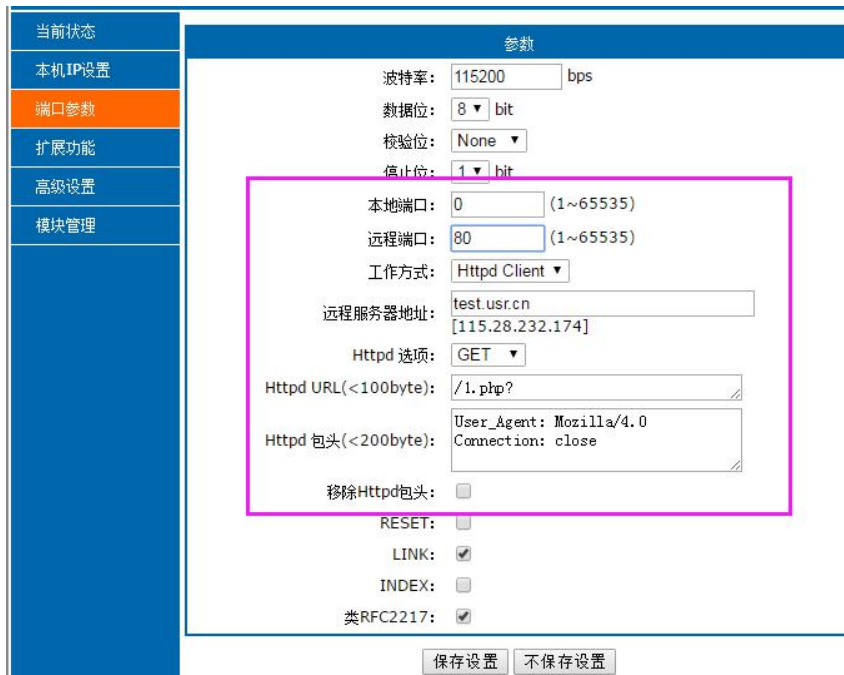 当前状态
本机IP设置
端口参数
扩展功能
高级设置
模块管理
参数
波特率: 115200 bps
数据位: 8 bit
校验位: None
停止位: 1 bit
本地端口: 0 (1~65535)
远程端口: 80 (1~65535)
工作方式: Httpd Client
远程服务器地址: test.usr.cn
[115.28.232.174]
Httpd 选项: GET
Httpd URL(<100byte): /1.php?
Httpd 包头(<200byte): User_Agent: Mozilla/4.0
Connection: close
移除Httpd包头:
RESET:
LINK:
INDEX:
类RFC2217:
保存设置 不保存设置